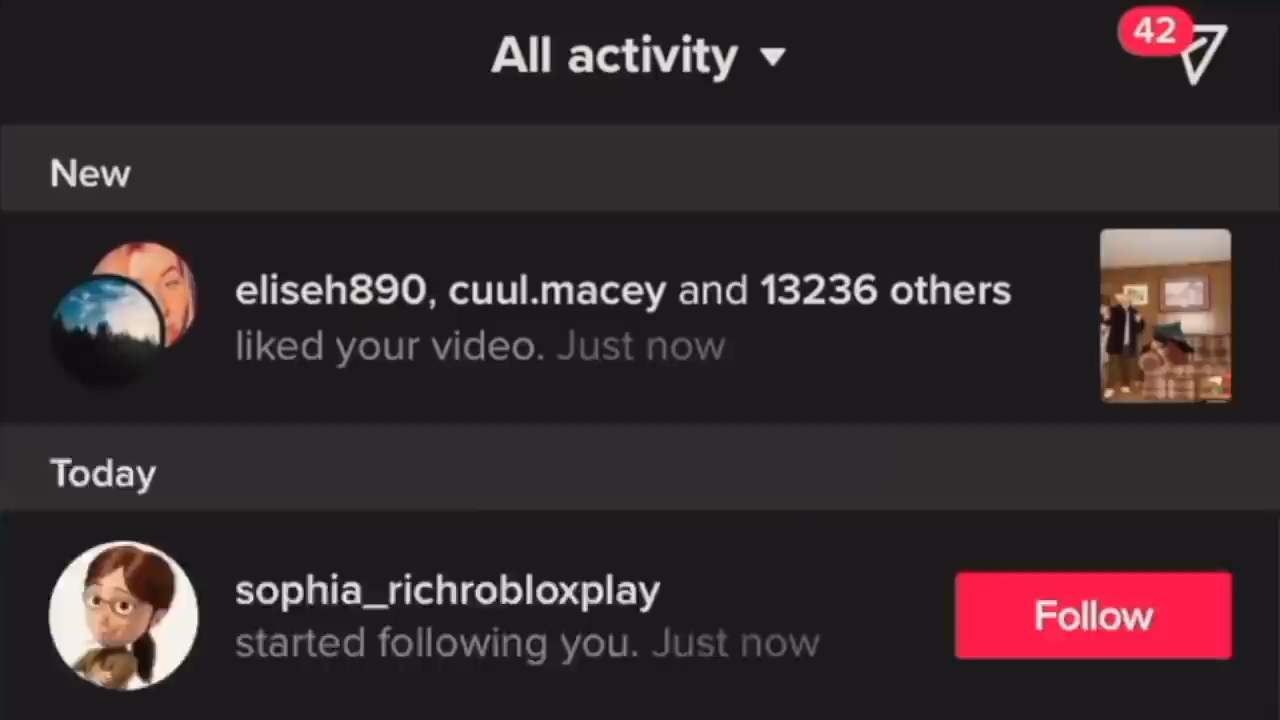 All activity
42
New
eliseh890, cuul.macey and 13236 others
liked your video. Just now
Today
sophia_richrobloxplay
started following you. Just now
Follow